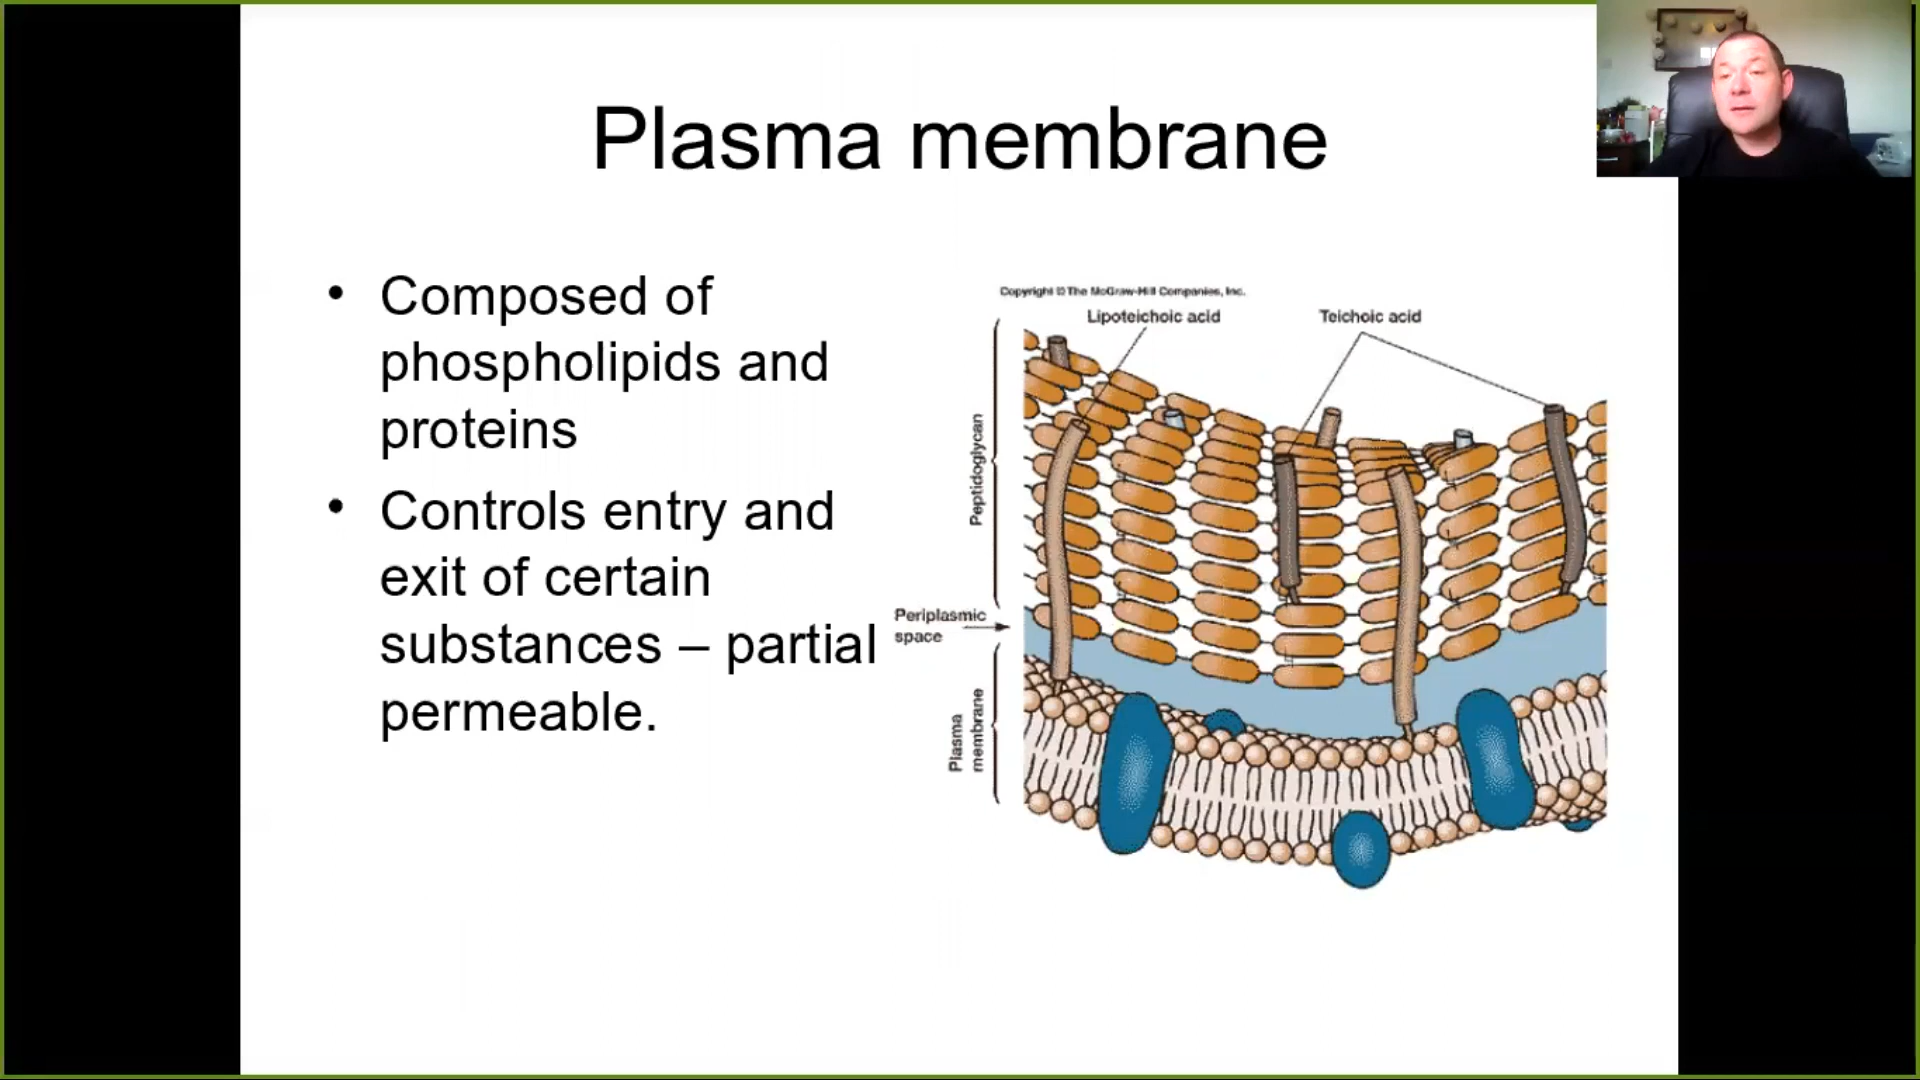 Plasma membrane
• Composed of
phospholipids and
proteins
• Controls entry and
exit of certain
substances – partial
permeable.
Copyright © The McGraw-Hill Companies, Inc.
Lipoteichoic acid
Teichoic acid
Peptidoglycan
Periplasmic
space
Plasma
membrane